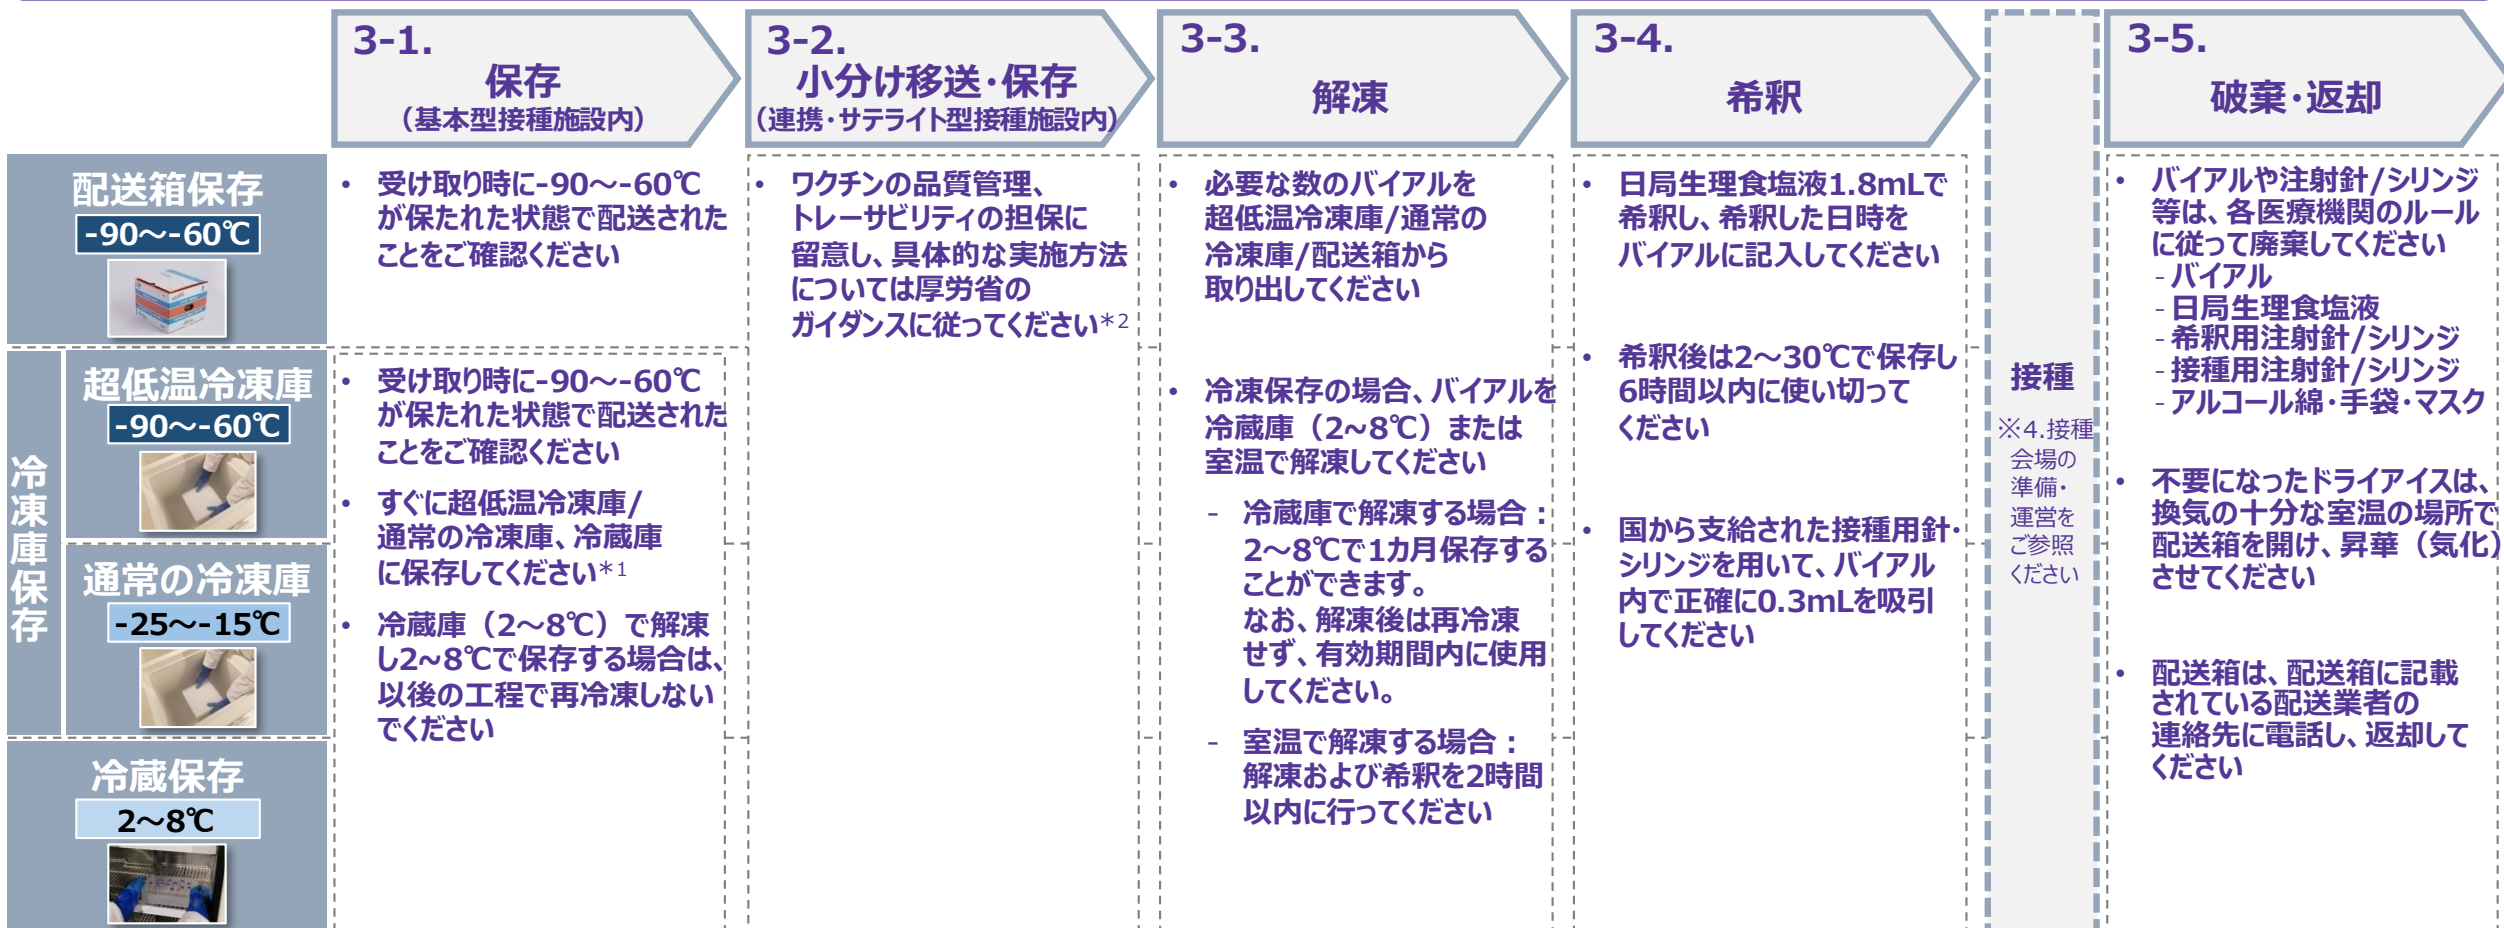 3-1.
保存
（基本型接種施設内）
3-2.
小分け移送・保存
（連携・サテライト型接種施設内）
3-3.
解凍
3-4.
希釈
3-5.
破棄・返却
配送箱保存
-90～-60℃
冷凍庫保存
超低温冷凍庫
-90～-60℃
通常の冷凍庫
-25～-15℃
冷蔵保存
2～8℃
• 受け取り時に-90～-60℃
が保たれた状態で配送された
ことをご確認ください
• 受け取り時に-90～-60℃
が保たれた状態で配送された
ことをご確認ください
• すぐに超低温冷凍庫/
通常の冷凍庫、冷蔵庫
に保存してください＊1
• 冷蔵庫（2～8℃）で解凍
し2~8℃で保存する場合は、
以後の工程で再冷凍しない
でください
• ワクチンの品質管理、
トレーサビリティの担保に
留意し、具体的な実施方法
については厚労省の
ガイダンスに従ってください＊2
• 必要な数のバイアルを
超低温冷凍庫/通常の
冷凍庫/配送箱から
取り出してください
• 冷凍保存の場合、バイアルを
冷蔵庫（2~8℃）または
室温で解凍してください
- 冷蔵庫で解凍する場合：
2～8℃で1カ月保存する
ことができます。
なお、解凍後は再冷凍
せず、有効期間内に使用
してください。
- 室温で解凍する場合：
解凍および希釈を2時間
以内に行ってください
• 日局生理食塩液1.8mLで
希釈し、希釈した日時を
バイアルに記入してください
• 希釈後は2～30℃で保存し
6時間以内に使い切って
ください
• 国から支給された接種用針・
シリンジを用いて、バイアル
内で正確に0.3mLを吸引
してください
接種
※4.接種
会場の
準備・
運営を
ご参照
ください
• バイアルや注射針/シリンジ
等は、各医療機関のルール
に従って廃棄してください
- バイアル
- 日局生理食塩液
- 希釈用注射針/シリンジ
- 接種用注射針/シリンジ
- アルコール綿・手袋・マスク
• 不要になったドライアイスは、
換気の十分な室温の場所で
配送箱を開け、昇華（気化）
させてください
• 配送箱は、配送箱に記載
されている配送業者の
連絡先に電話し、返却して
ください